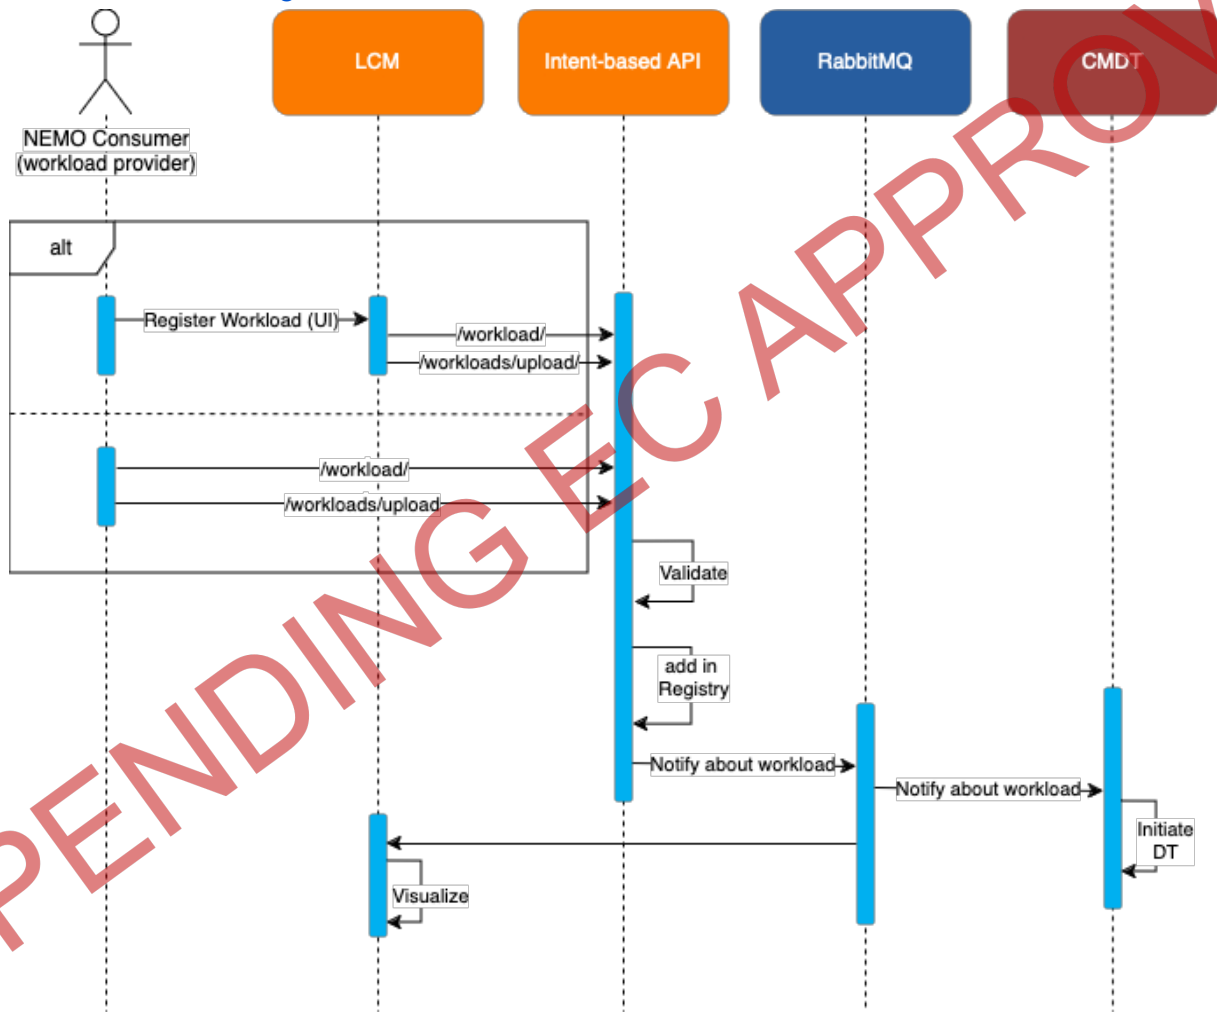 LCM
Intent-based API
RabbitMQ
CMDT
NEMO Consumer
(workload provider)
alt
Register Workload (UI)
/workload/
/workloads/upload/
/workload/
/workloads/upload
Validate
add in
Registry
Notify about workload
Notify about workload
Initiate
DT
Visualize
PENDING EC APPROV